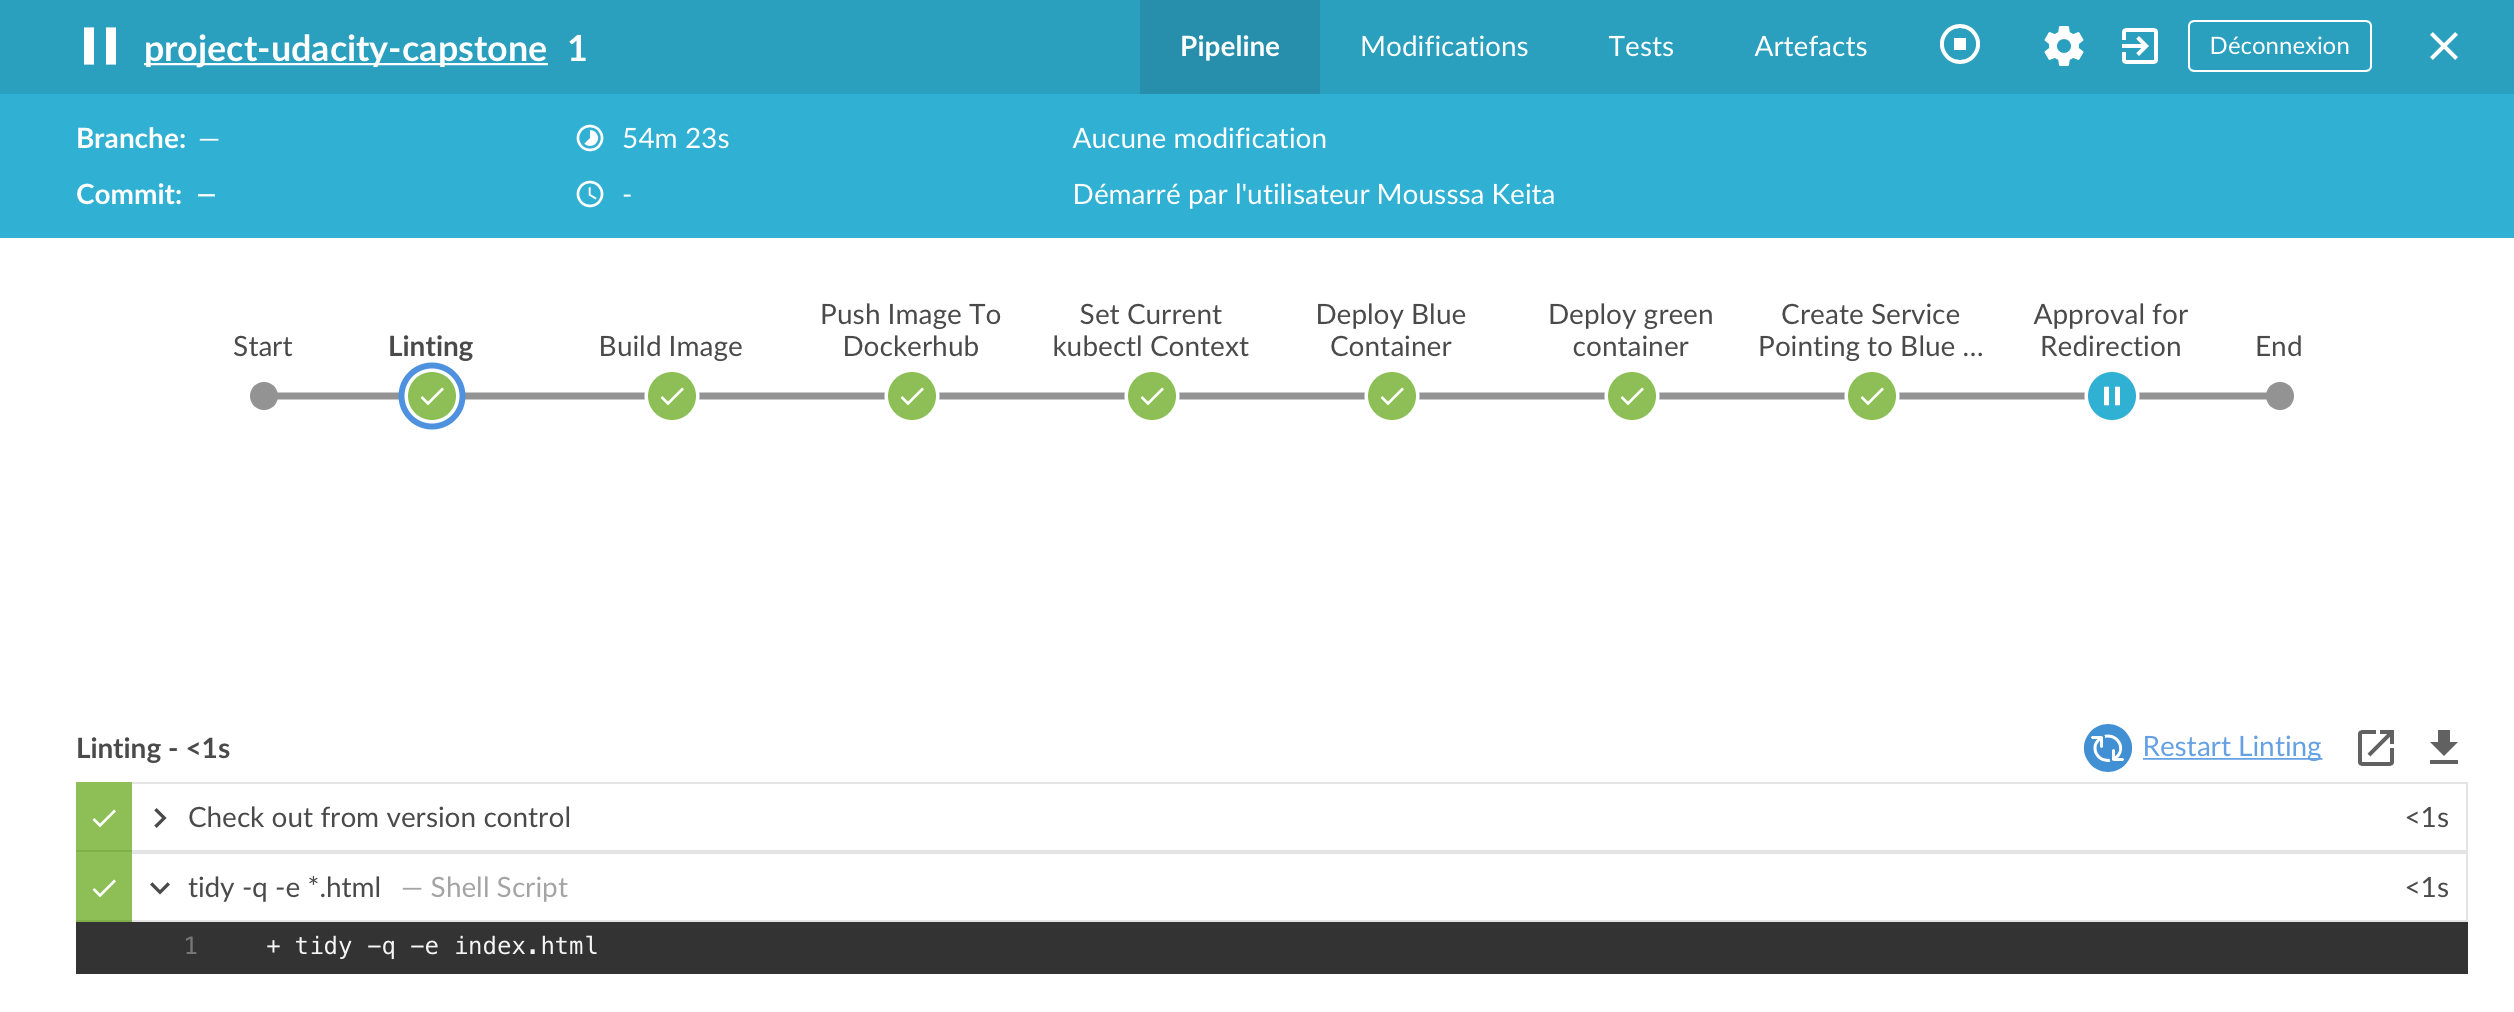 project-udacity-capstone 1
Pipeline Modifications Tests Artefacts Déconnexion
Branche: — 54m 23s Aucune modification
Commit: — - Démarré par l'utilisateur Mousssa Keita
Start
Linting
Build Image
Push Image To
Dockerhub
Set Current
kubectl Context
Deploy Blue
Container
Deploy green
container
Create Service
Pointing to Blue ...
Approval for
Redirection
End
Linting - <1s Restart Linting
Check out from version control <1s
tidy -q -e *.html — Shell Script <1s
1 + tidy -q -e index.html